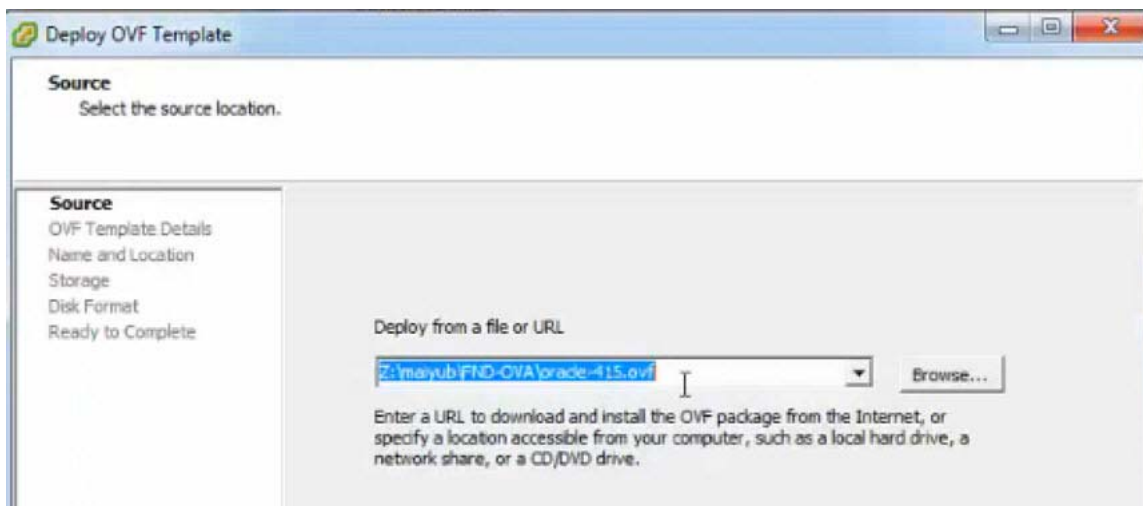 Deploy OVF Template
Source
Select the source location.
Source
OVF Template Details
Name and Location
Storage
Disk Format
Ready to Complete
Deploy from a file or URL
Z:\maiyub\FND-OVA\oracle-415.ovf
Browse...
Enter a URL to download and install the OVF package from the Internet, or
specify a location accessible from your computer, such as a local hard drive, a
network share, or a CD/DVD drive.